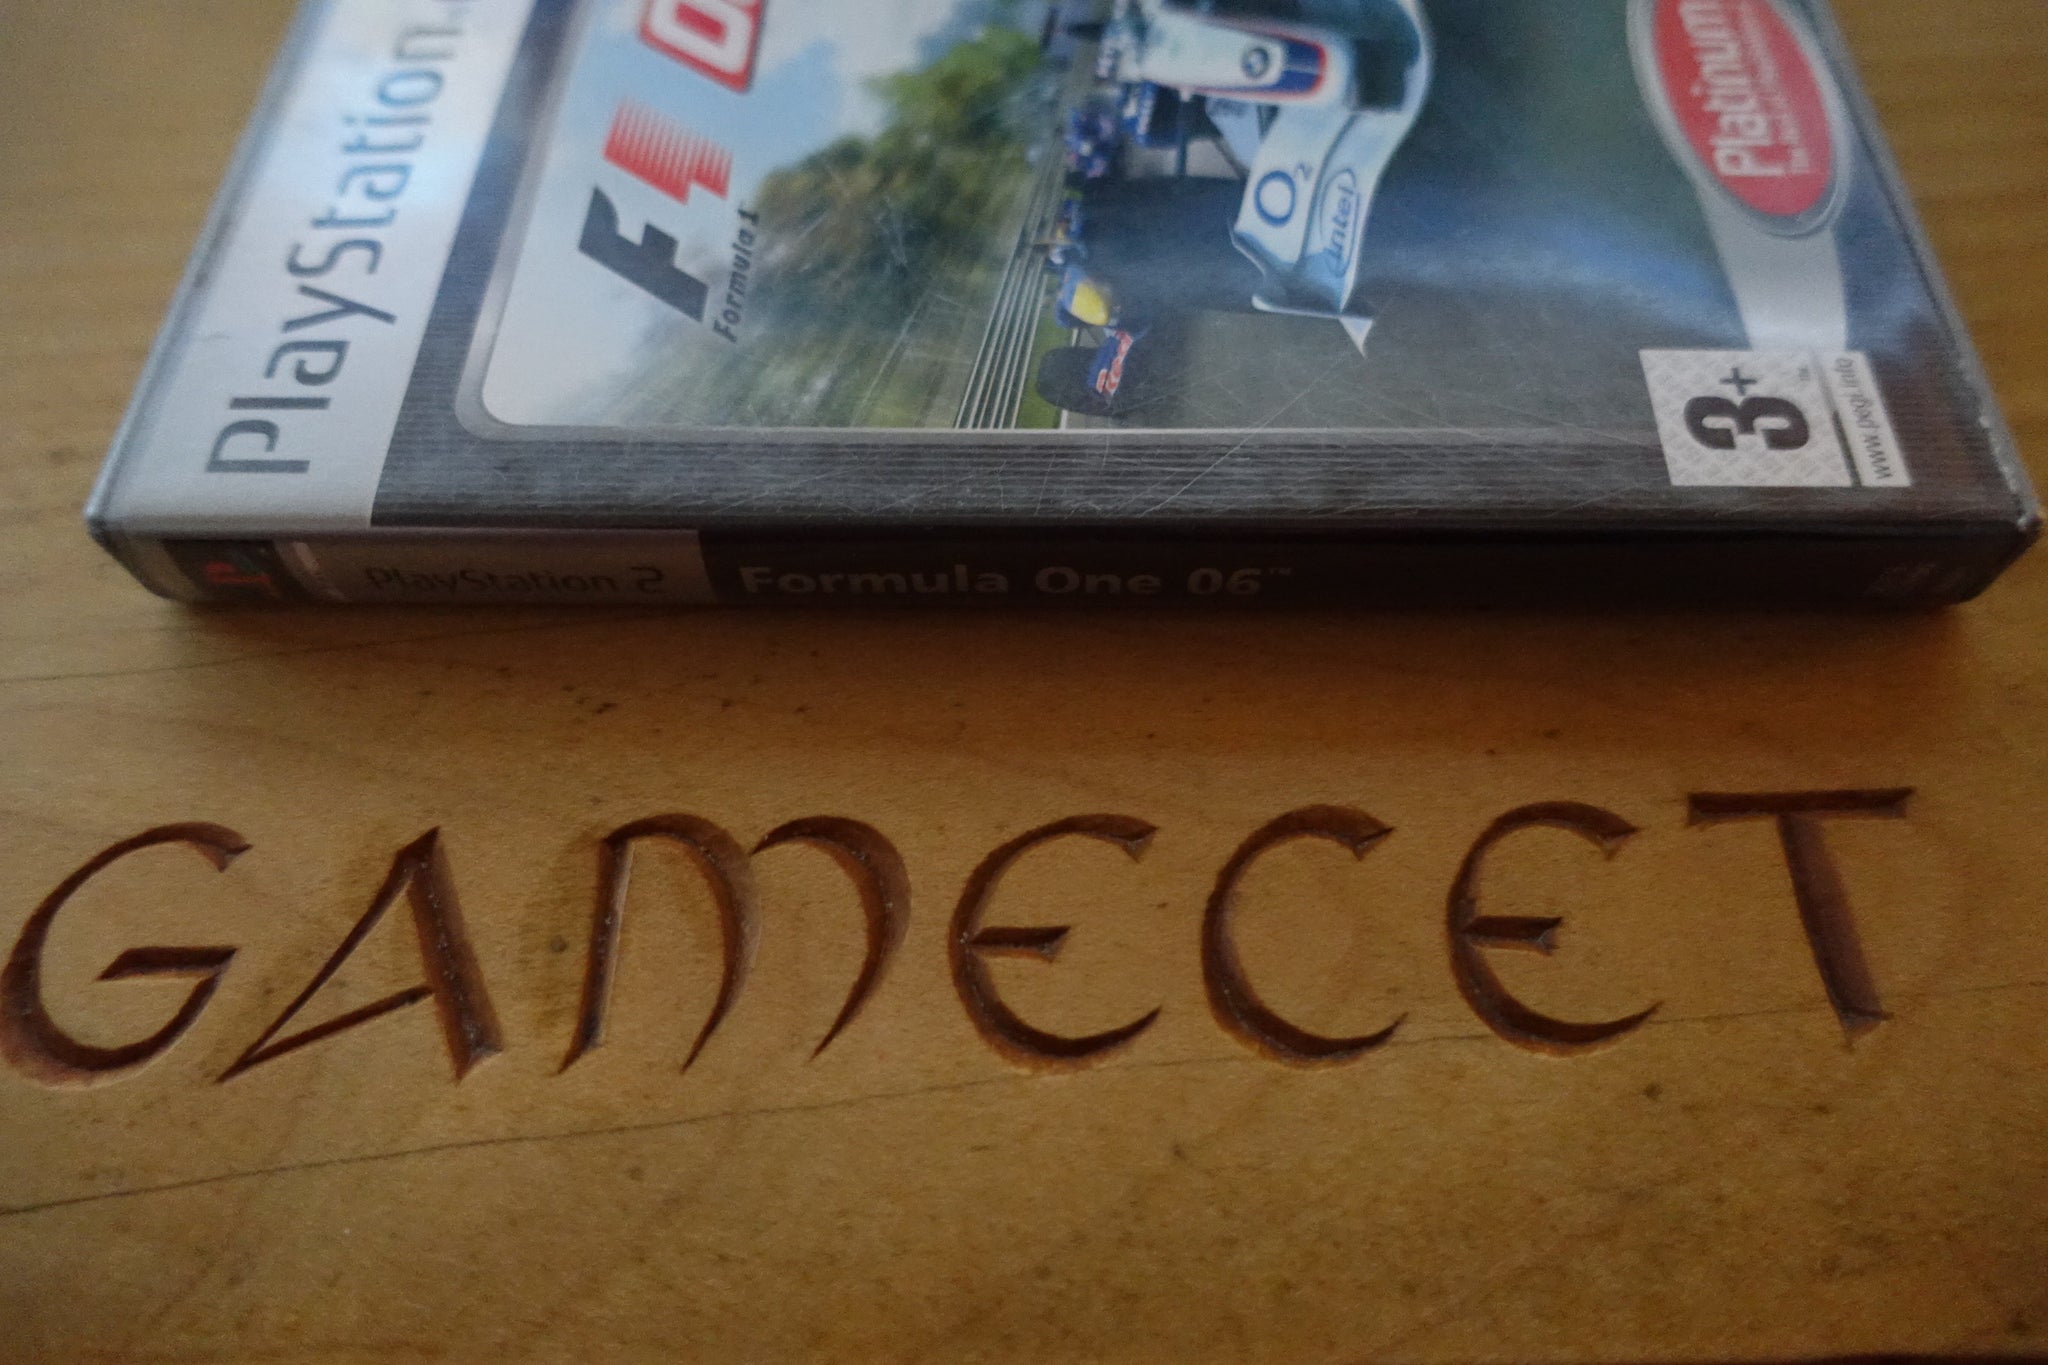 PlayStation
F1 06
Formula 1
O2
intel
Platinum
3+
www.pegi.info
PlayStation 2
Formula One 06™
GAMECET